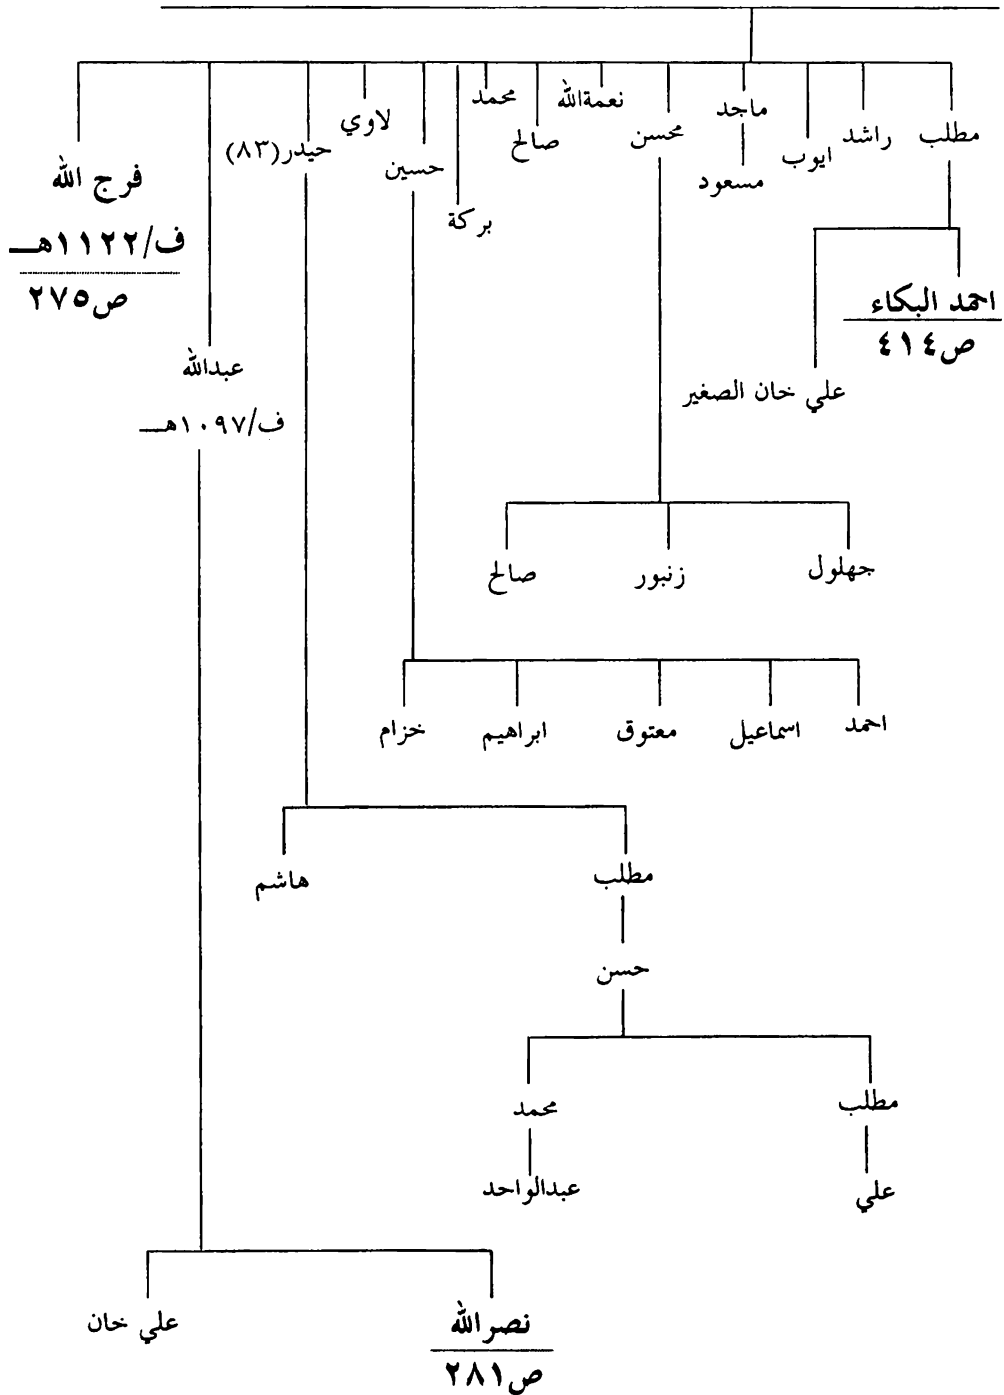 مطلب
راشد
ايوب
ماجد
مسعود
محسن
نعمةالله
صالح
محمد
بركة
حسين
لاوي
حيدر(٨٣)
فرج الله
ف/١١٢٢هـ
ص٢٧٥
احمد البكاء
ص٤١٤
علي خان الصغير
عبدالله
ف/١٠٩٧هـ
جهلول
زنبور
صالح
احمد
اسماعيل
معتوق
ابراهيم
خزام
مطلب
هاشم
حسن
مطلب
محمد
علي
عبدالواحد
نصرالله
ص٢٨١
علي خان